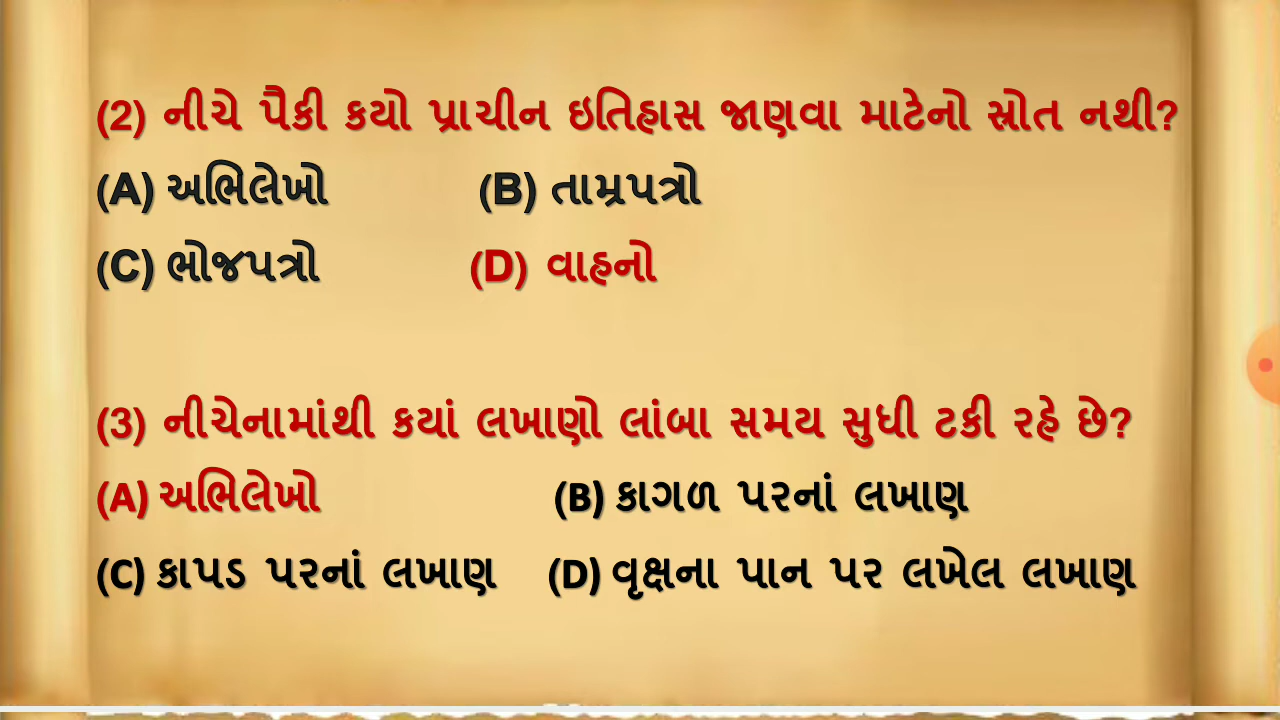 (2) નીચે પૈકી કયો પ્રાચીન ઇતિહાસ જાણવા માટેનો સ્રોત નથી?
(A) અભિલેખો (B) તામ્રપત્રો
(C) ભોજપત્રો (D) વાહનો
(3) નીચેનામાંથી કયાં લખાણો લાંબા સમય સુધી ટકી રહે છે?
(A) અભિલેખો (B) કાગળ પરનાં લખાણ
(C) કાપડ પરનાં લખાણ (D) વૃક્ષના પાન પર લખેલ લખાણ